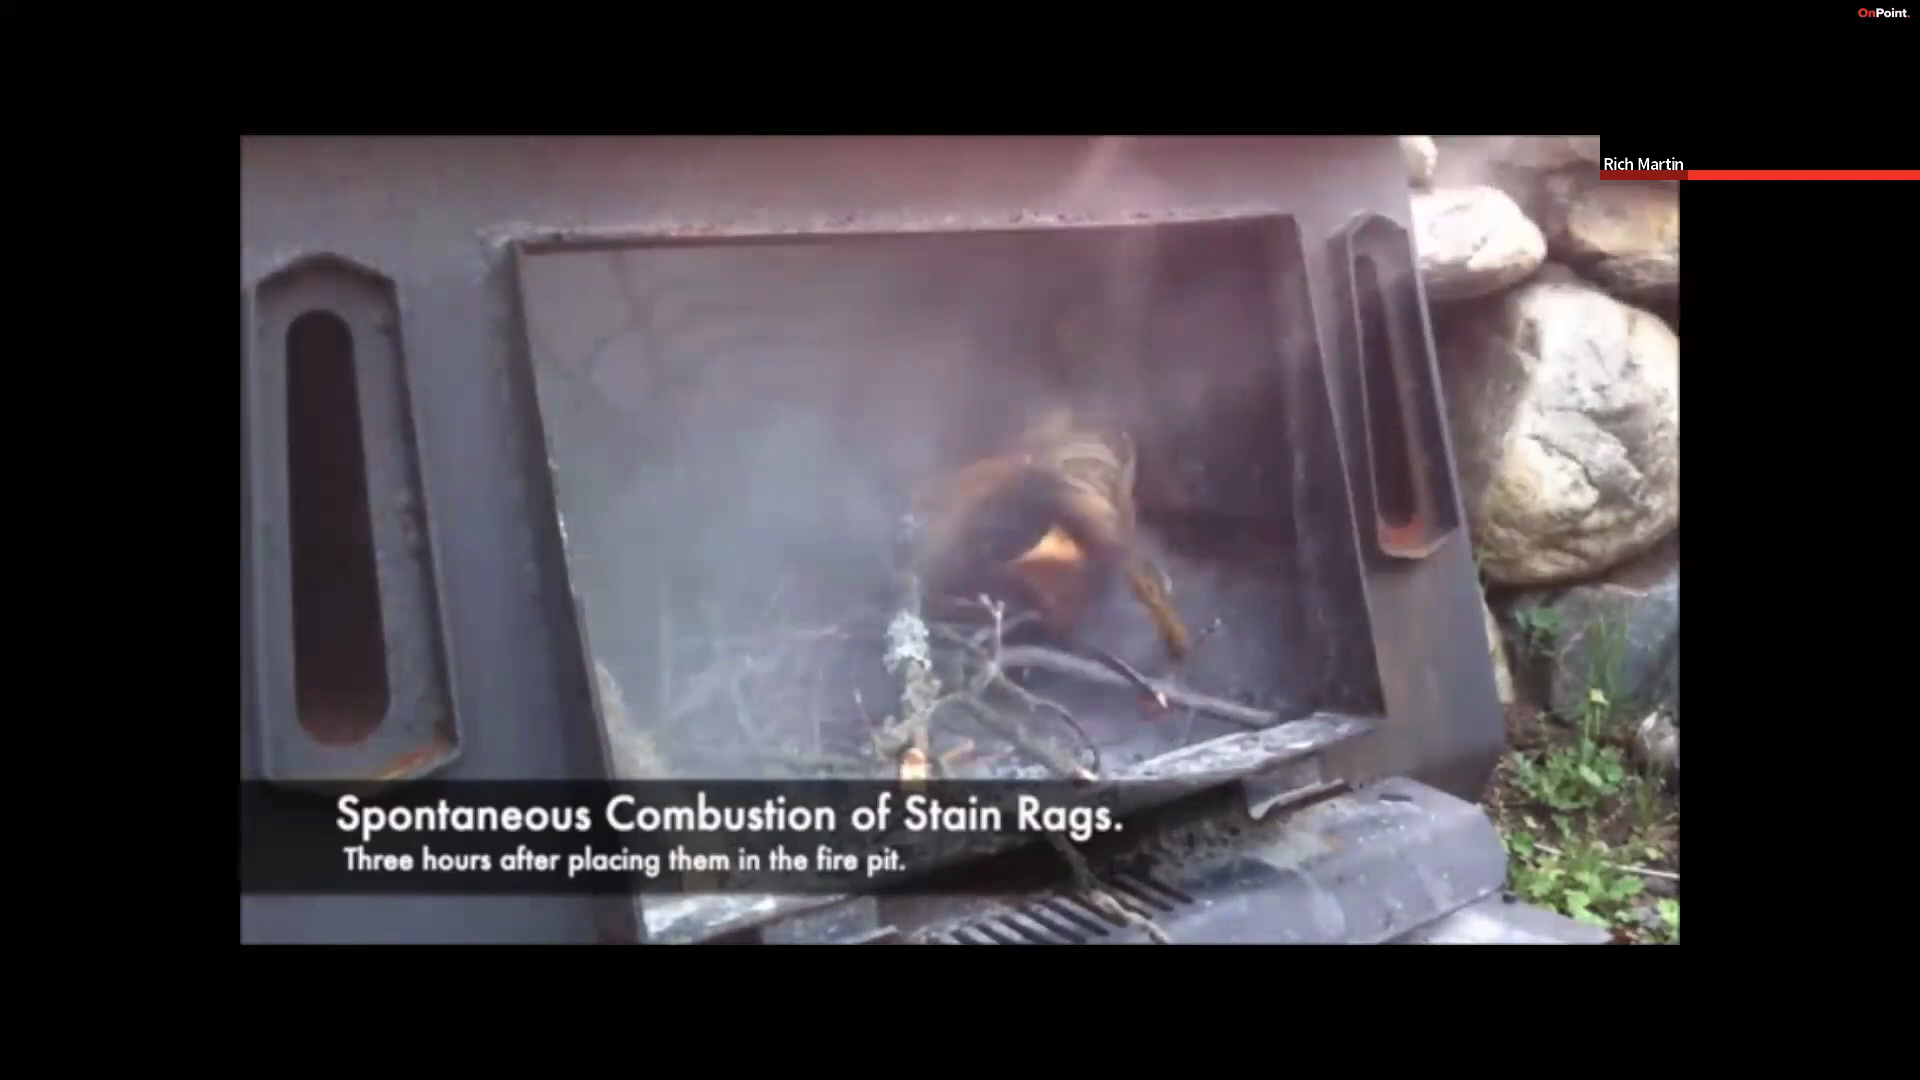 OnPoint.
Rich Martin
Spontaneous Combustion of Stain Rags.
Three hours after placing them in the fire pit.